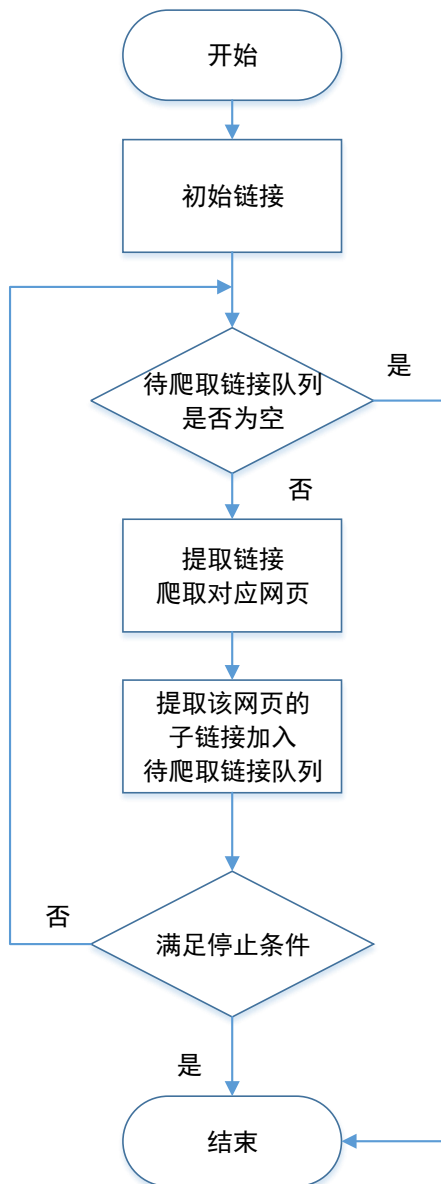 开始
初始链接
待爬取链接队列
是否为空
是
否
提取链接
爬取对应网页
提取该网页的
子链接加入
待爬取链接队列
否
满足停止条件
是
结束